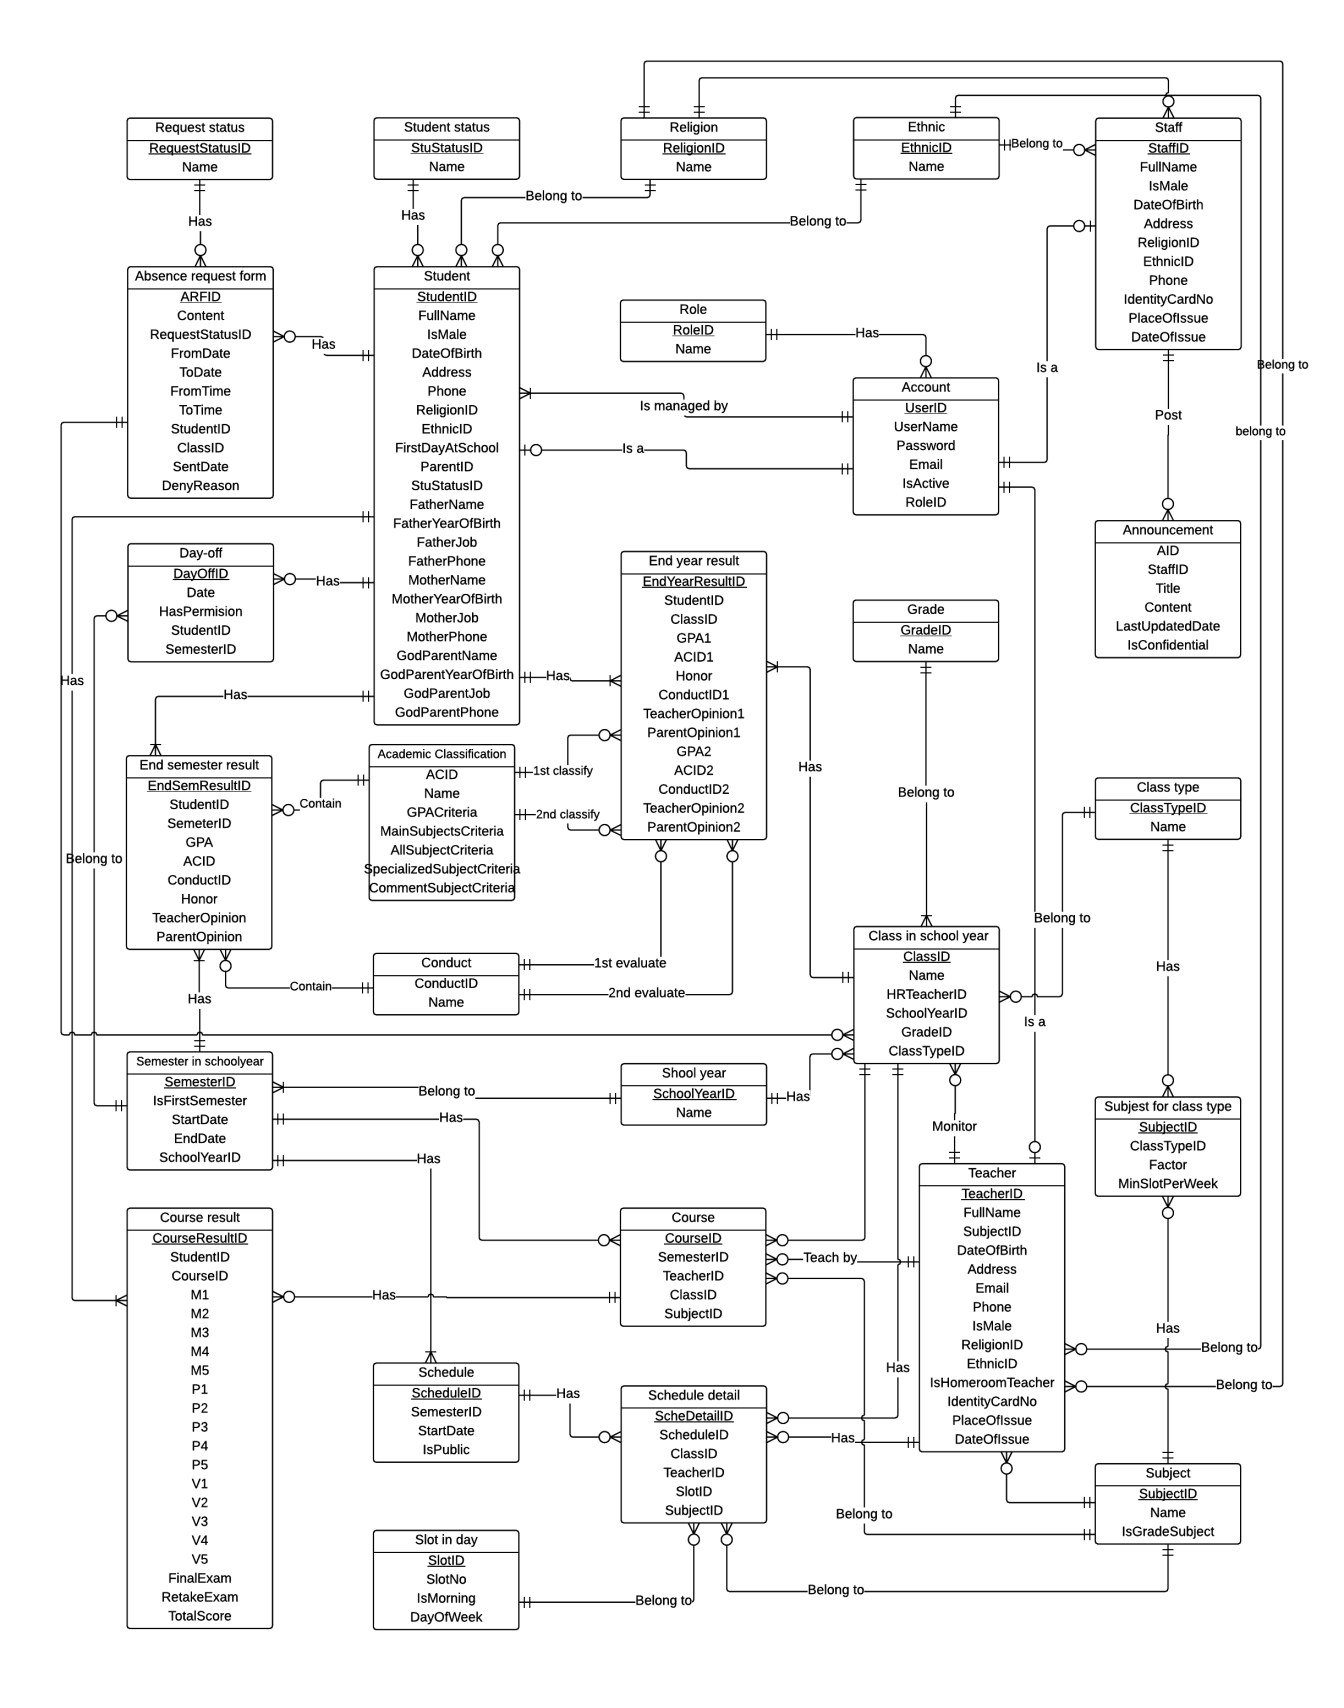 Request status
RequestStatusID
Name
Student status
StuStatusID
Name
Religion
ReligionID
Name
Ethnic
EthnicID
Name
Belong to
Staff
StaffID
FullName
IsMale
DateOfBirth
Address
ReligionID
EthnicID
Phone
IdentityCardNo
PlaceOfIssue
DateOfIssue
Has
Has
Belong to
Belong to
Absence request form
ARFID
Content
RequestStatusID
FromDate
ToDate
FromTime
ToTime
StudentID
ClassID
SentDate
DenyReason
Has
Student
StudentID
FullName
IsMale
DateOfBirth
Address
Phone
ReligionID
EthnicID
FirstDayAtSchool
ParentID
StuStatusID
FatherName
FatherYearOfBirth
FatherJob
FatherPhone
MotherName
MotherYearOfBirth
MotherJob
MotherPhone
GodParentName
GodParentYearOfBirth
GodParentJob
GodParentPhone
Role
RoleID
Name
Has
Is managed by
Is a
Account
UserID
UserName
Password
Email
IsActive
RoleID
Is a
Belong to
belong to
Post
Announcement
AID
StaffID
Title
Content
LastUpdatedDate
IsConfidential
Day-off
DayOffID
Date
HasPermision
StudentID
SemesterID
Has
Has
Has
Has
End year result
EndYearResultID
StudentID
ClassID
GPA1
ACID1
Honor
ConductID1
TeacherOpinion1
ParentOpinion1
GPA2
ACID2
ConductID2
TeacherOpinion2
ParentOpinion2
Grade
GradeID
Name
Has
Belong to
End semester result
EndSemResultID
StudentID
SemeterID
GPA
ACID
ConductID
Honor
TeacherOpinion
ParentOpinion
Belong to
Contain
Academic Classification
ACID
Name
GPACriteria
MainSubjectsCriteria
AllSubjectCriteria
SpecializedSubjectCriteria
CommentSubjectCriteria
1st classify
2nd classify
Class type
ClassTypeID
Name
Belong to
Has
Class in school year
ClassID
Name
HRTeacherID
SchoolYearID
GradeID
ClassTypeID
Is a
Conduct
ConductID
Name
1st evaluate
2nd evaluate
Contain
Has
Semester in schoolyear
SemesterID
IsFirstSemester
StartDate
EndDate
SchoolYearID
Belong to
Has
Has
Shool year
SchoolYearID
Name
Has
Monitor
Subjest for class type
SubjectID
ClassTypeID
Factor
MinSlotPerWeek
Teacher
TeacherID
FullName
SubjectID
DateOfBirth
Address
Email
Phone
IsMale
ReligionID
EthnicID
IsHomeroomTeacher
IdentityCardNo
PlaceOfIssue
DateOfIssue
Course result
CourseResultID
StudentID
CourseID
M1
M2
M3
M4
M5
P1
P2
P3
P4
P5
V1
V2
V3
V4
V5
FinalExam
RetakeExam
TotalScore
Has
Course
CourseID
SemesterID
TeacherID
ClassID
SubjectID
Teach by
Has
Belong to
Belong to
Has
Schedule
ScheduleID
SemesterID
StartDate
IsPublic
Has
Schedule detail
ScheDetailID
ScheduleID
ClassID
TeacherID
SlotID
SubjectID
Has
Belong to
Subject
SubjectID
Name
IsGradeSubject
Slot in day
SlotID
SlotNo
IsMorning
DayOfWeek
Belong to
Belong to